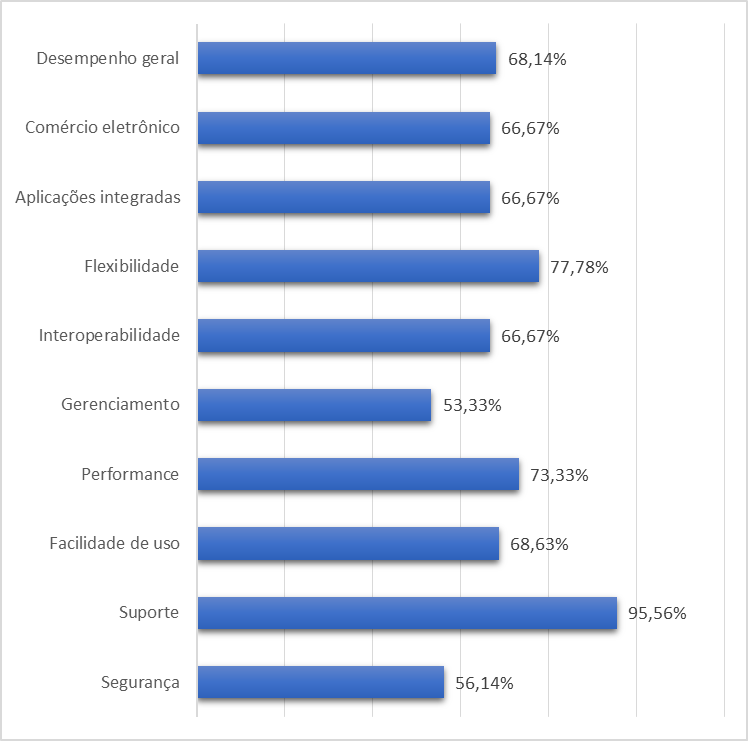 Desempenho geral 68,14%
Comércio eletrônico 66,67%
Aplicações integradas 66,67%
Flexibilidade 77,78%
Interoperabilidade 66,67%
Gerenciamento 53,33%
Performance 73,33%
Facilidade de uso 68,63%
Suporte 95,56%
Segurança 56,14%